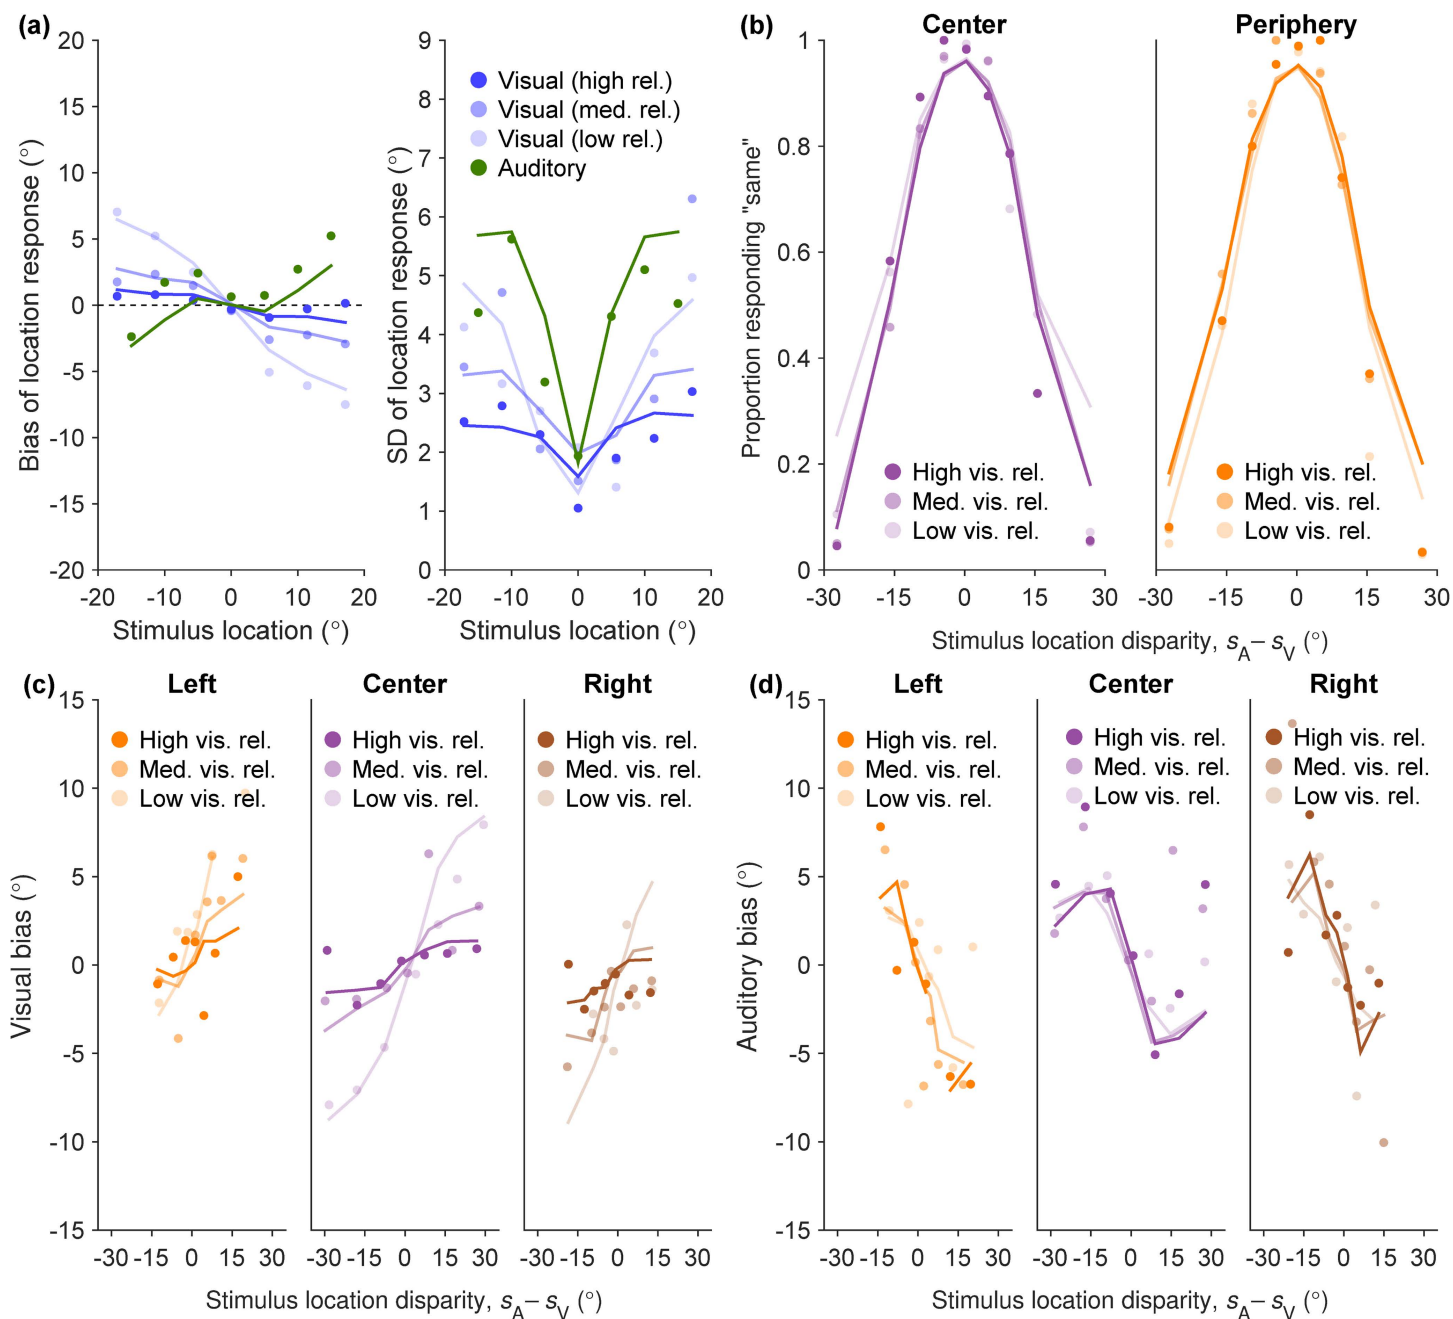 (a)
20
15
10
5
0
-5
-10
-15
-20
Bias of location response (°)
-20 -10 0 10 20
Stimulus location (°)
9
8
7
6
5
4
3
2
1
0
SD of location response (°)
Visual (high rel.)
Visual (med. rel.)
Visual (low rel.)
Auditory
-20 -10 0 10 20
Stimulus location (°)
(b)
Center
Periphery
1
0.8
0.6
0.4
0.2
0
Proportion responding "same"
High vis. rel.
Med. vis. rel.
Low vis. rel.
High vis. rel.
Med. vis. rel.
Low vis. rel.
-30 -15 0 15 30
-30 -15 0 15 30
Stimulus location disparity, sA– sV (°)
(c)
Left
Center
Right
15
10
5
0
-5
-10
-15
Visual bias (°)
High vis. rel.
Med. vis. rel.
Low vis. rel.
High vis. rel.
Med. vis. rel.
Low vis. rel.
High vis. rel.
Med. vis. rel.
Low vis. rel.
-30 -15 0 15 30
-30 -15 0 15 30
-30 -15 0 15 30
Stimulus location disparity, sA– sV (°)
(d)
Left
Center
Right
15
10
5
0
-5
-10
-15
Auditory bias (°)
High vis. rel.
Med. vis. rel.
Low vis. rel.
High vis. rel.
Med. vis. rel.
Low vis. rel.
High vis. rel.
Med. vis. rel.
Low vis. rel.
-30 -15 0 15 30
-30 -15 0 15 30
-30 -15 0 15 30
Stimulus location disparity, sA– sV (°)